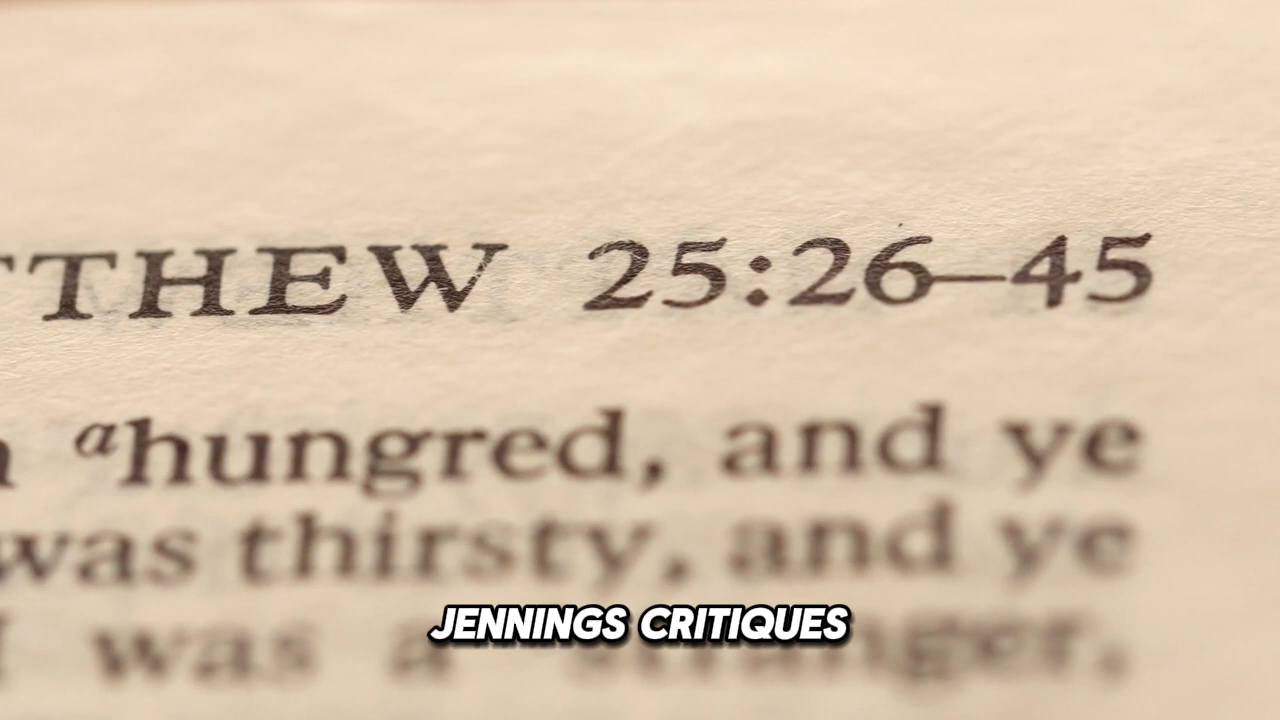 THEW 25:26–45
ahungred, and ye
was thirsty, and ye
was a stranger,
JENNINGS CRITIQUES